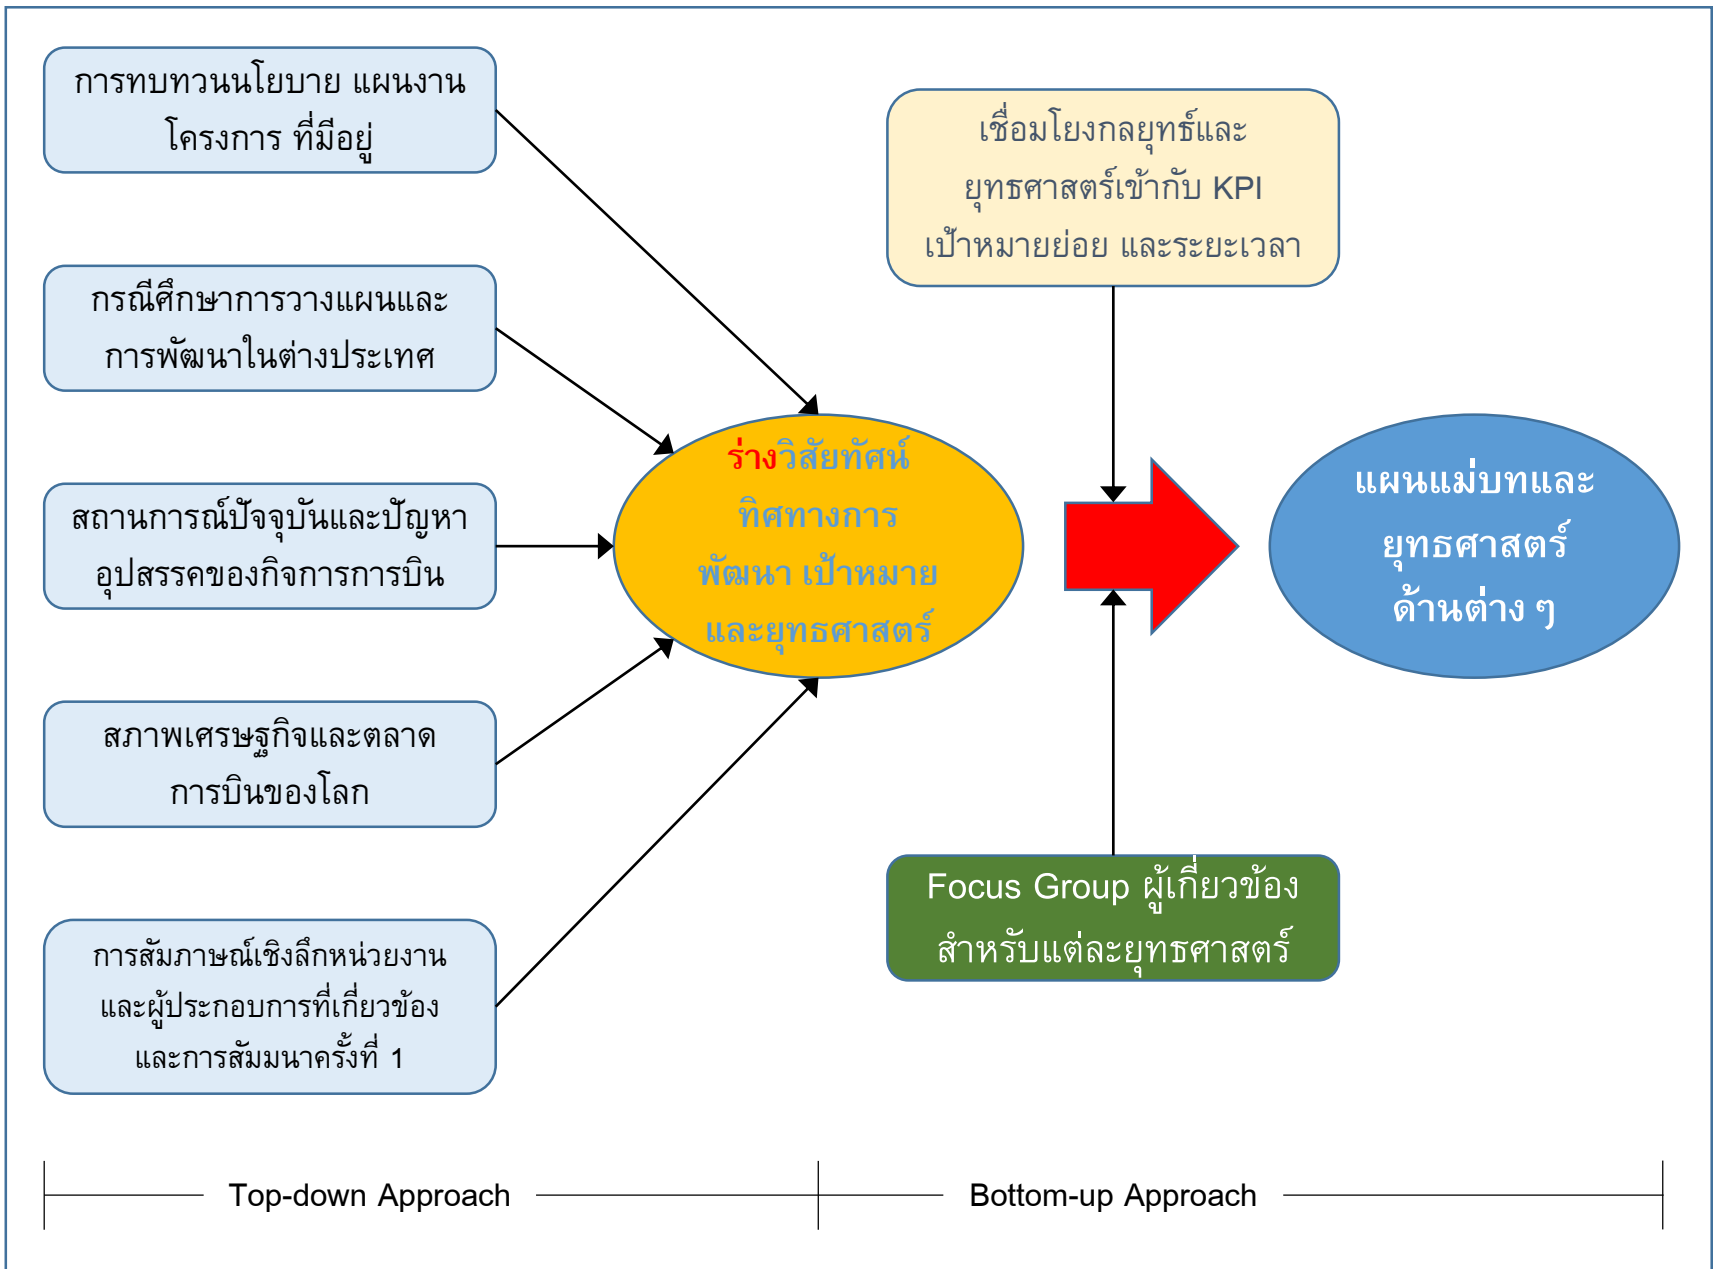 การทบทวนนโยบาย แผนงาน
โครงการ ที่มีอยู่
กรณีศึกษาการวางแผนและ
การพัฒนาในต่างประเทศ
สถานการณ์ปัจจุบันและปัญหา
อุปสรรคของกิจการการบิน
สภาพเศรษฐกิจและตลาด
การบินของโลก
การสัมภาษณ์เชิงลึกหน่วยงาน
และผู้ประกอบการที่เกี่ยวข้อง
และการสัมมนาครั้งที่ 1
ร่างวิสัยทัศน์
ทิศทางการ
พัฒนา เป้าหมาย
และยุทธศาสตร์
เชื่อมโยงกลยุทธ์และ
ยุทธศาสตร์เข้ากับ KPI
เป้าหมายย่อย และระยะเวลา
Focus Group ผู้เกี่ยวข้อง
สำหรับแต่ละยุทธศาสตร์
แผนแม่บทและ
ยุทธศาสตร์
ด้านต่าง ๆ
Top-down Approach
Bottom-up Approach